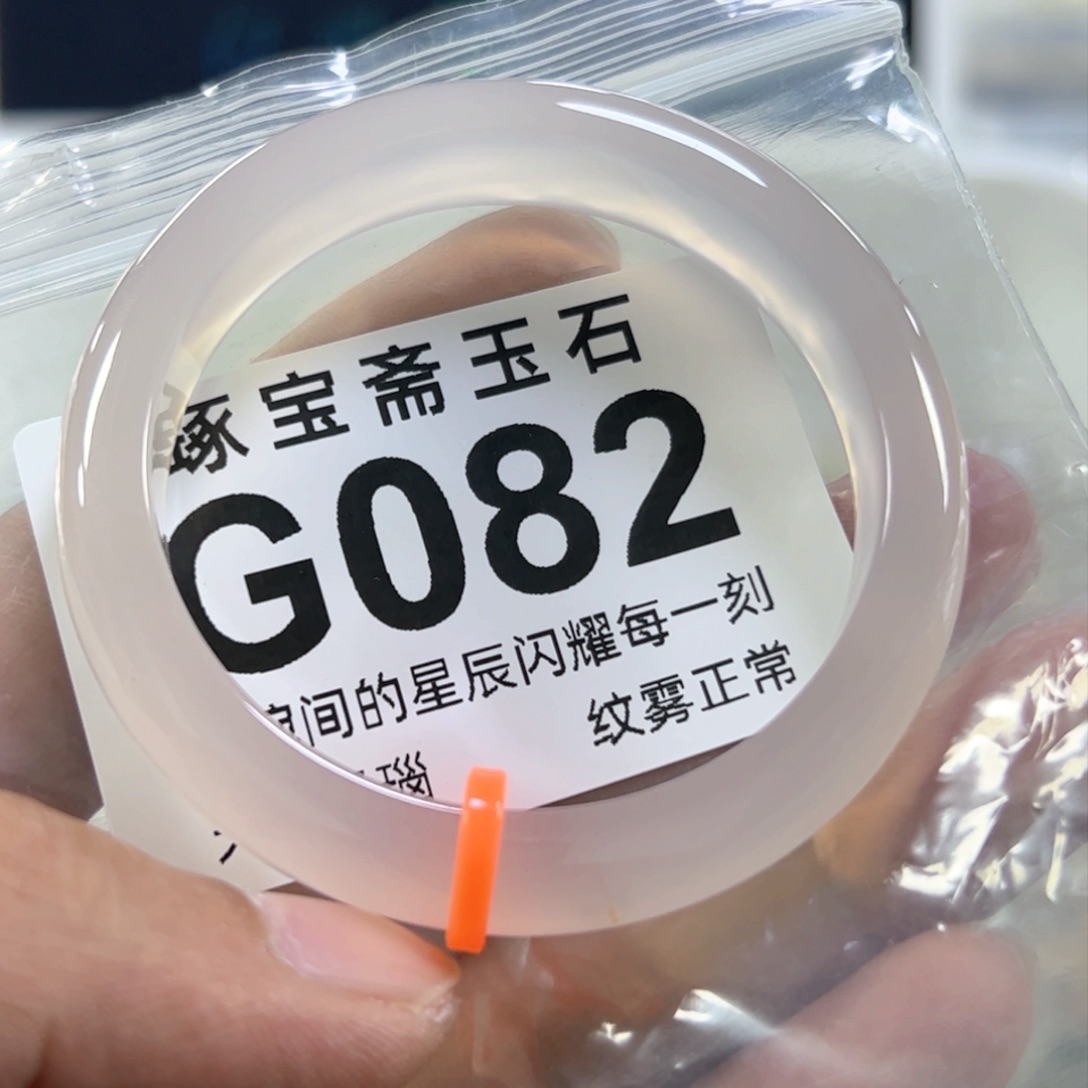 琢宝斋玉石
G082
间的星辰闪耀每一刻
纹雾正常
瑙